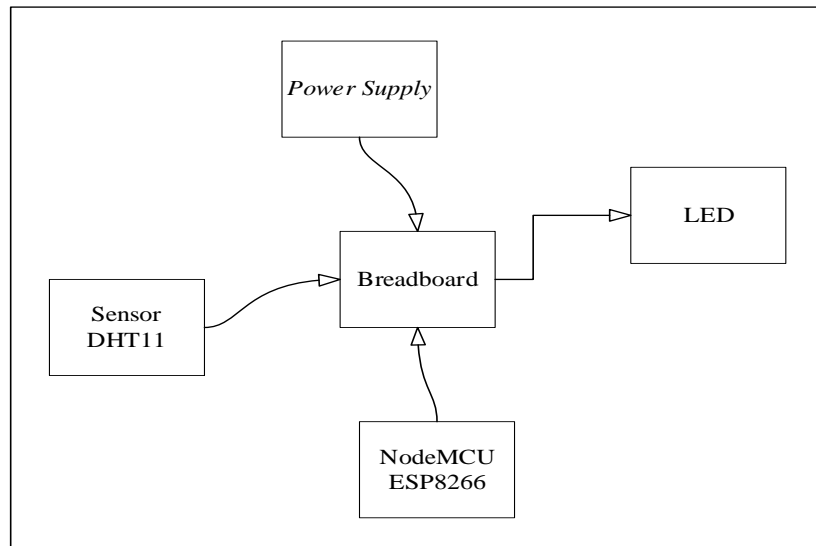 Power Supply
LED
Breadboard
Sensor
DHT11
NodeMCU
ESP8266